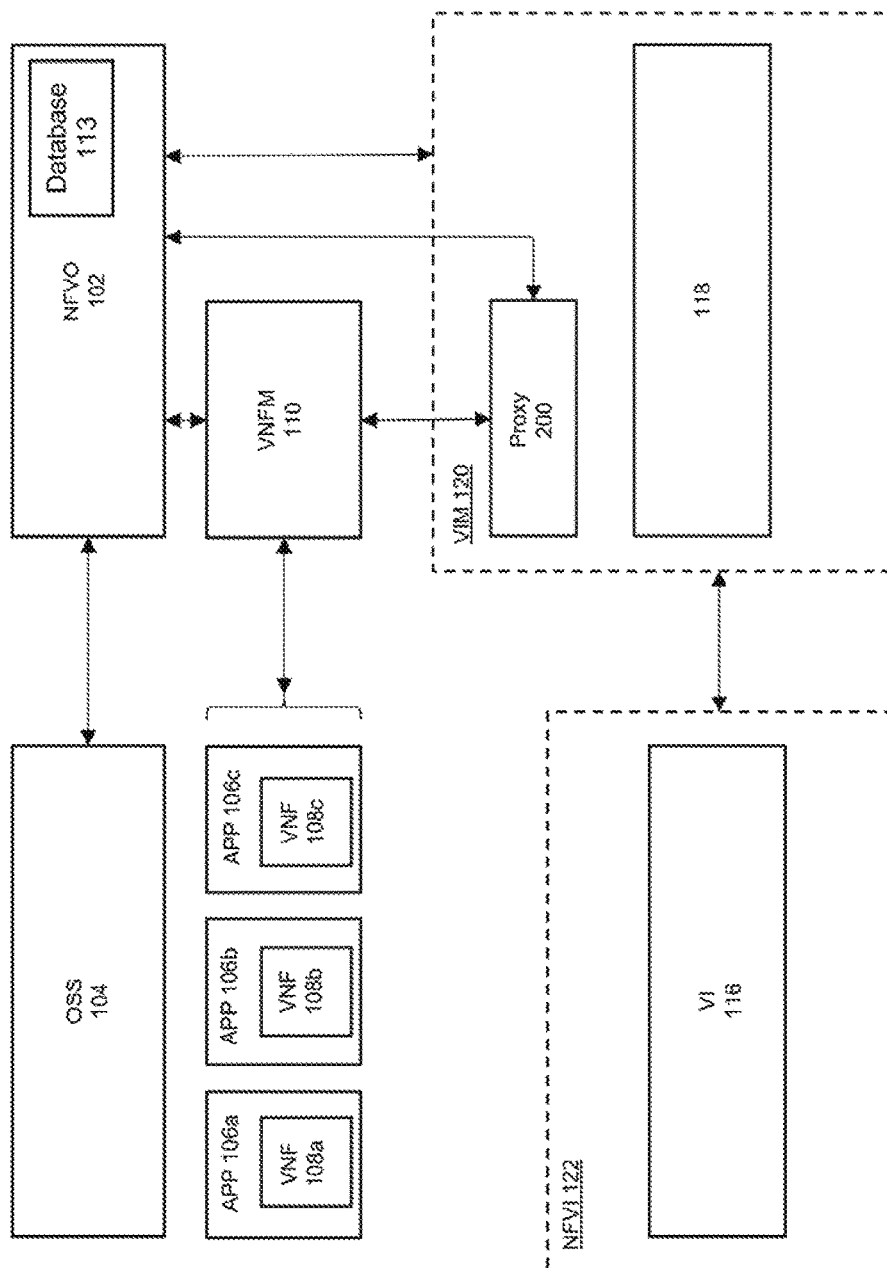 OSS
104
NFVO
102
Database
113
APP 106a
VNF
108a
APP 106b
VNF
108b
APP 106c
VNF
108c
VNFM
110
VIM 120
Proxy
200
118
NFVI 122
VI
116